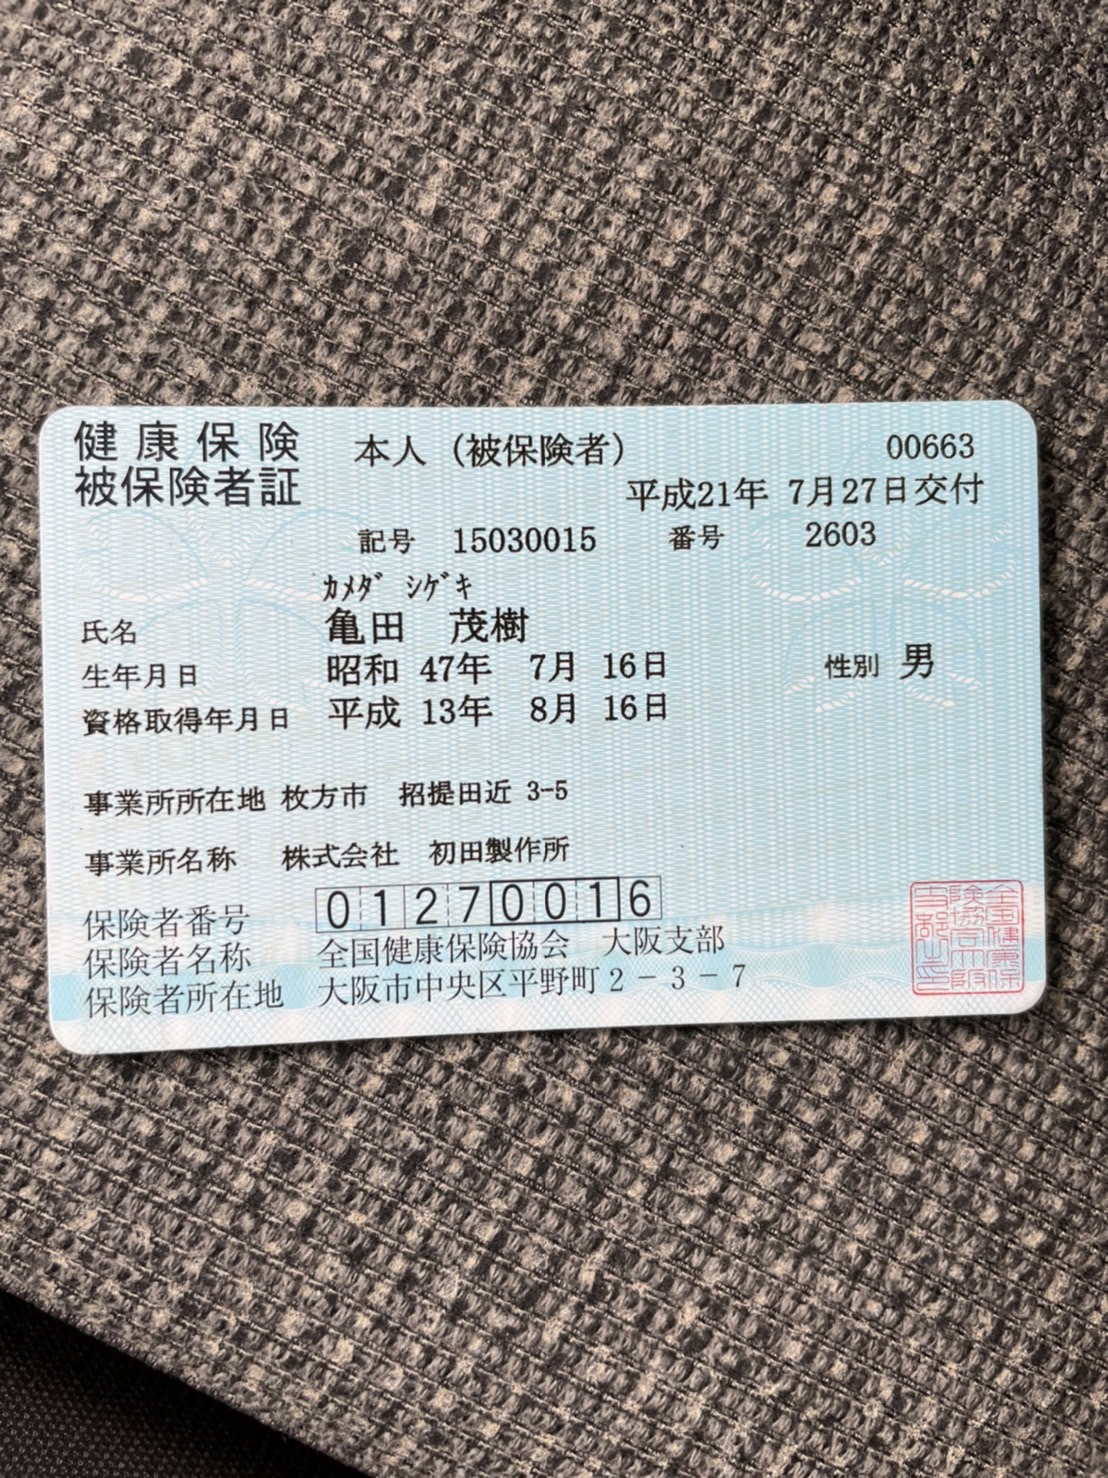 健康保険 本人（被保険者） 00663
被保険者証 平成21年 7月27日交付
記号 15030015 番号 2603
ｶﾒﾀﾞ ｼｹﾞｷ
氏名 亀田 茂樹
生年月日 昭和 47年 7月 16日 性別 男
資格取得年月日 平成 13年 8月 16日
事業所所在地 枚方市 招提田近 3-5
事業所名称 株式会社 初田製作所
保険者番号 01270016
保険者名称 全国健康保険協会 大阪支部
保険者所在地 大阪市中央区平野町２－３－７